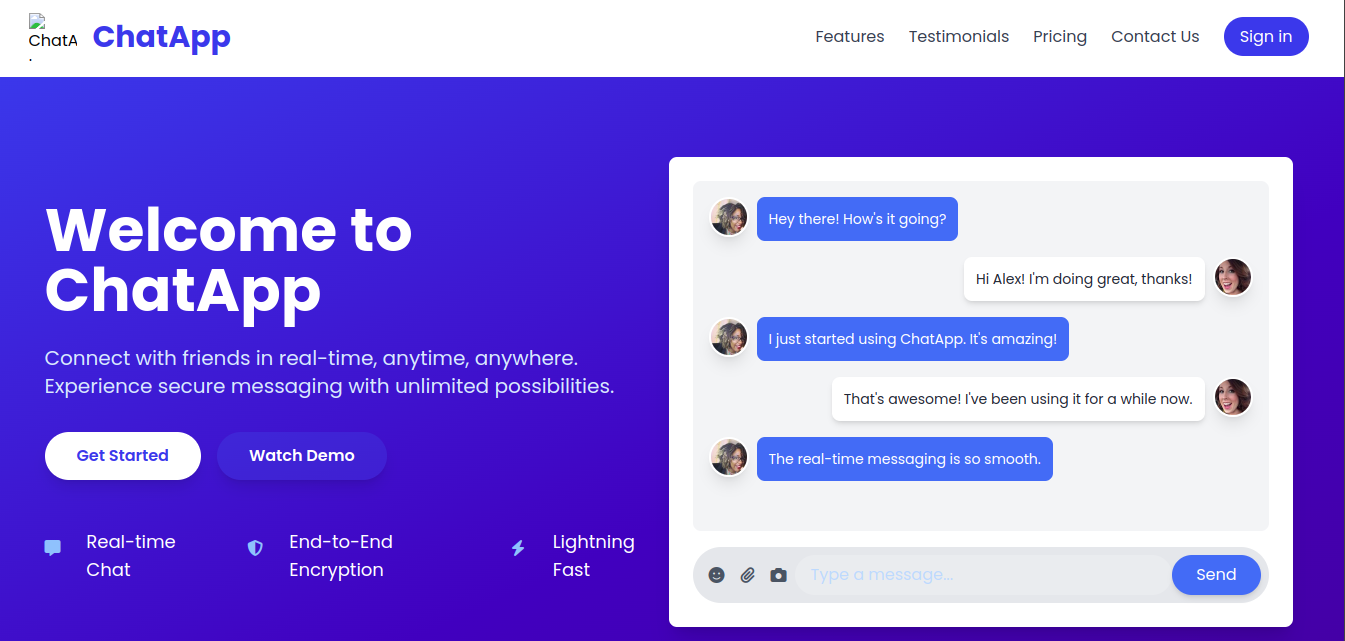 ChatA
.
ChatApp
Features
Testimonials
Pricing
Contact Us
Sign in
Welcome to
ChatApp
Connect with friends in real-time, anytime, anywhere.
Experience secure messaging with unlimited possibilities.
Get Started
Watch Demo
Real-time
Chat
End-to-End
Encryption
Lightning
Fast
Hey there! How's it going?
Hi Alex! I'm doing great, thanks!
I just started using ChatApp. It's amazing!
That's awesome! I've been using it for a while now.
The real-time messaging is so smooth.
Type a message...
Send